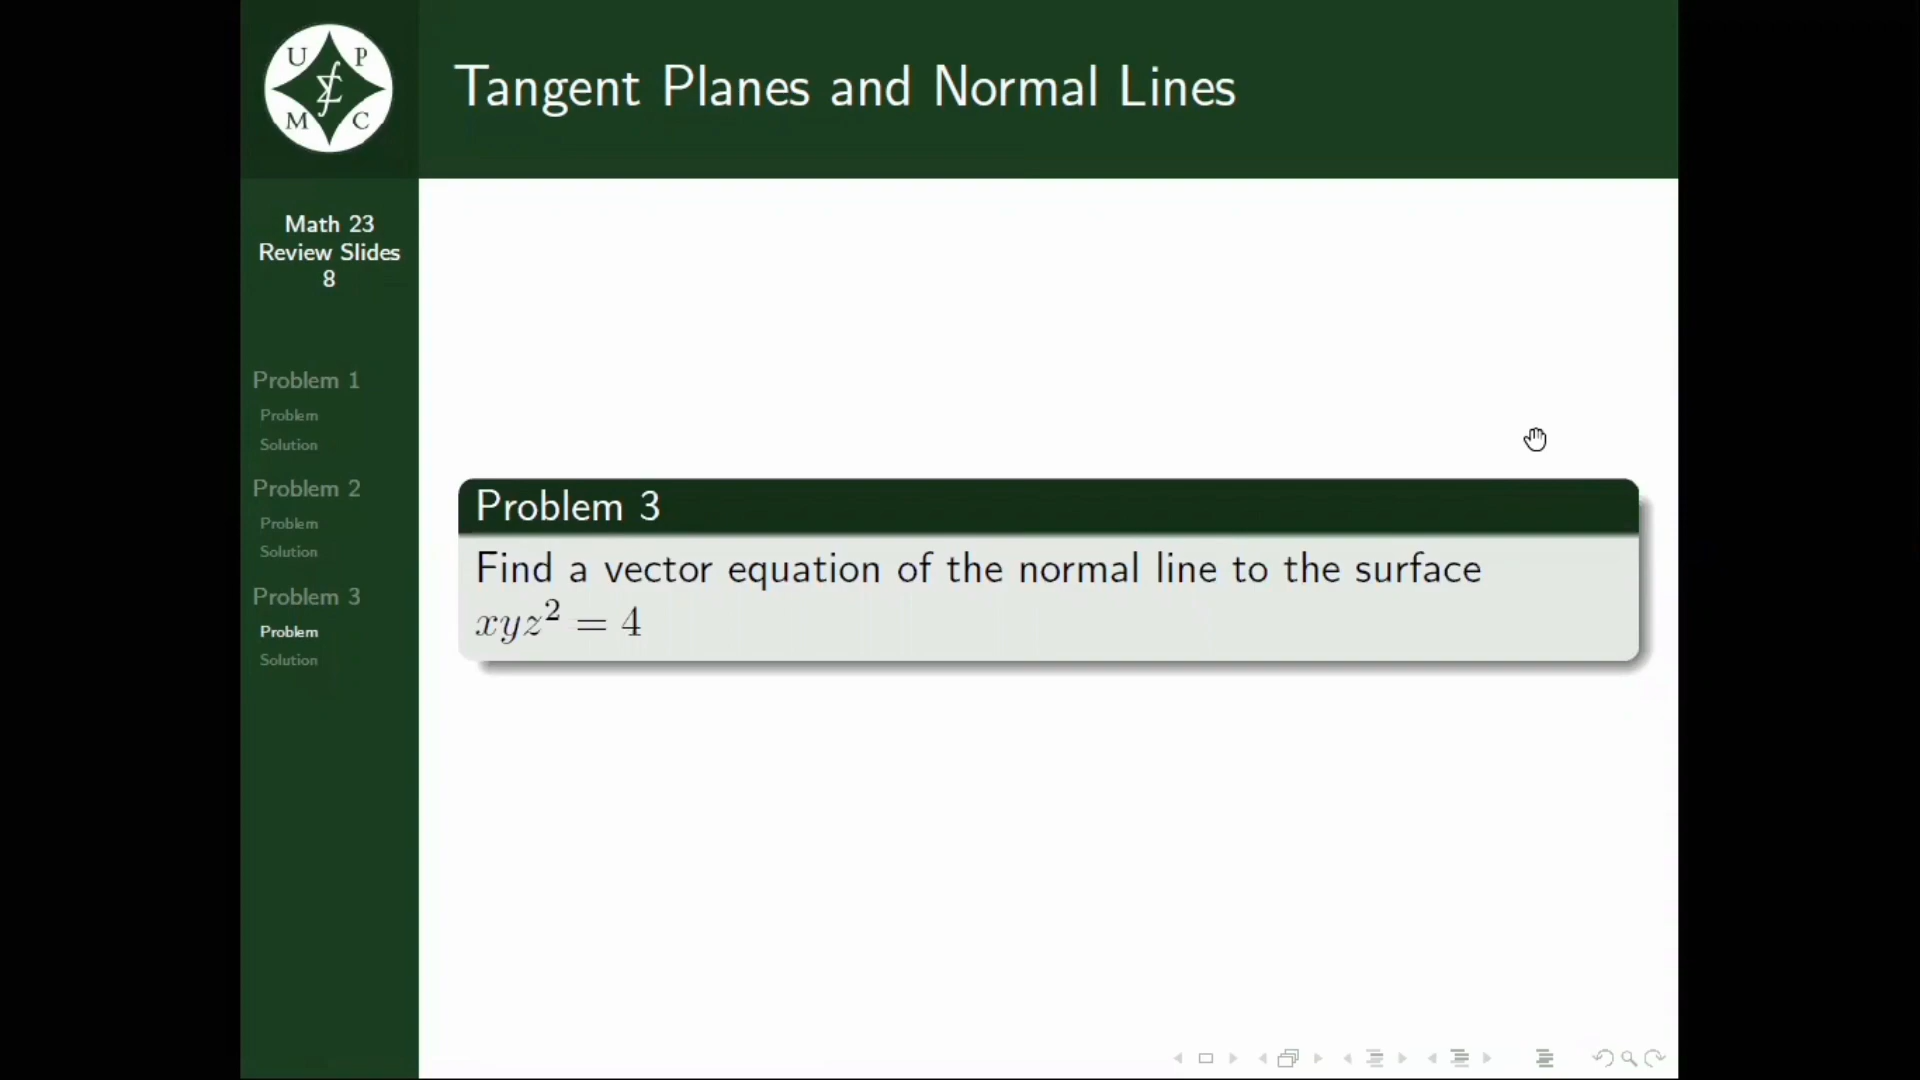 U P
M C
Tangent Planes and Normal Lines
Math 23
Review Slides
8
Problem 1
Problem
Solution
Problem 2
Problem
Solution
Problem 3
Problem
Solution
Problem 3
Find a vector equation of the normal line to the surface
xyz² = 4